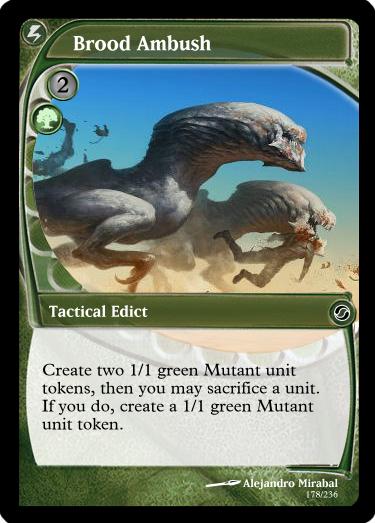 Brood Ambush
2
Tactical Edict
Create two 1/1 green Mutant unit
tokens, then you may sacrifice a unit.
If you do, create a 1/1 green Mutant
unit token.
Alejandro Mirabal
178/236